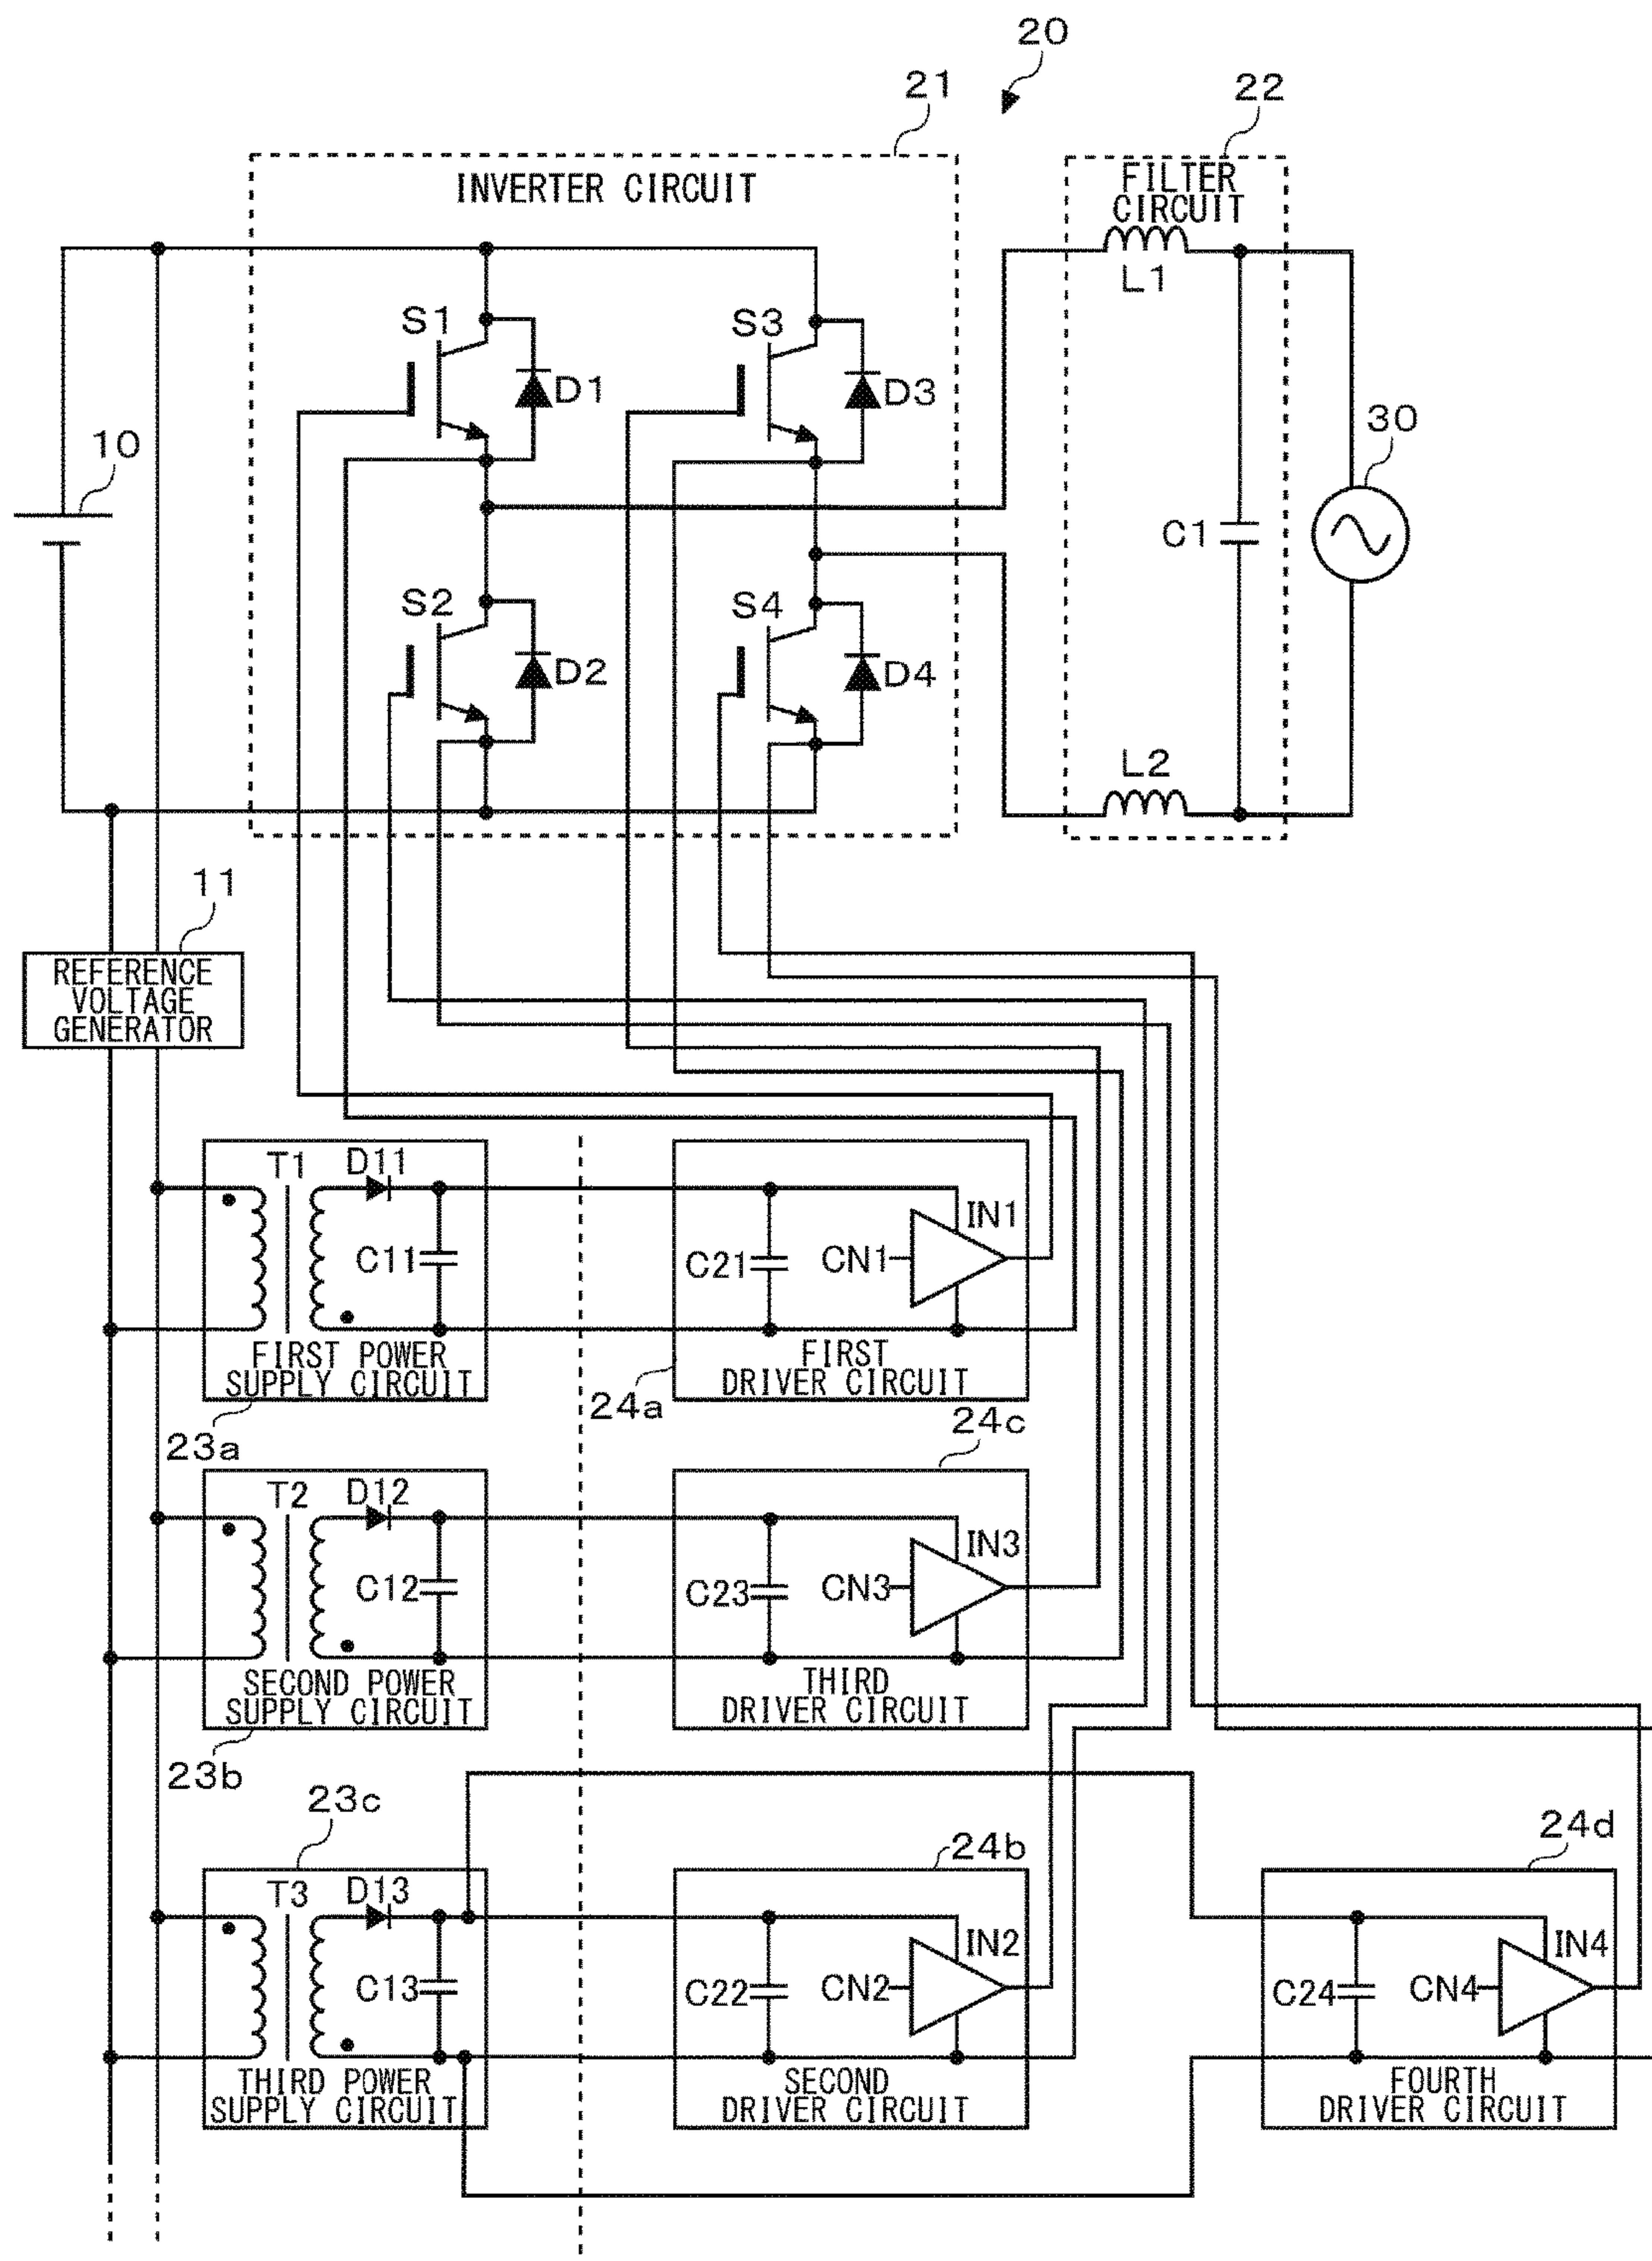 20
21
22
INVERTER CIRCUIT
FILTER
CIRCUIT
L1
S1
S3
D1
D3
10
30
C1
S2
S4
D2
D4
L2
11
REFERENCE
VOLTAGE
GENERATOR
T1
D11
C11
FIRST POWER
SUPPLY CIRCUIT
23a
C21
CN1
IN1
FIRST
DRIVER CIRCUIT
24a
24c
T2
D12
C12
SECOND POWER
SUPPLY CIRCUIT
23b
C23
CN3
IN3
THIRD
DRIVER CIRCUIT
23c
24b
24d
T3
D13
C13
THIRD POWER
SUPPLY CIRCUIT
C22
CN2
IN2
SECOND
DRIVER CIRCUIT
C24
CN4
IN4
FOURTH
DRIVER CIRCUIT